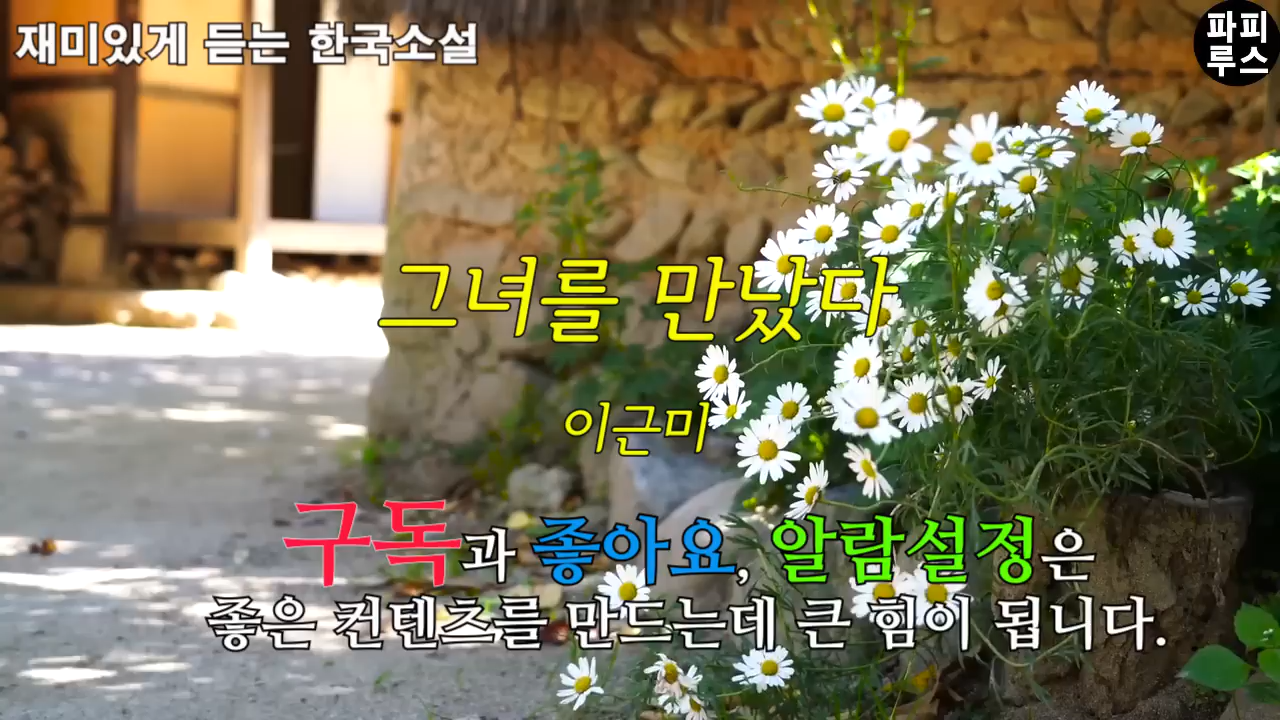 재미있게 듣는 한국소설
파피
루스
그녀를 만났다
이근미
구독과 좋아요, 알람설정은
좋은 컨텐츠를 만드는데 큰 힘이 됩니다.